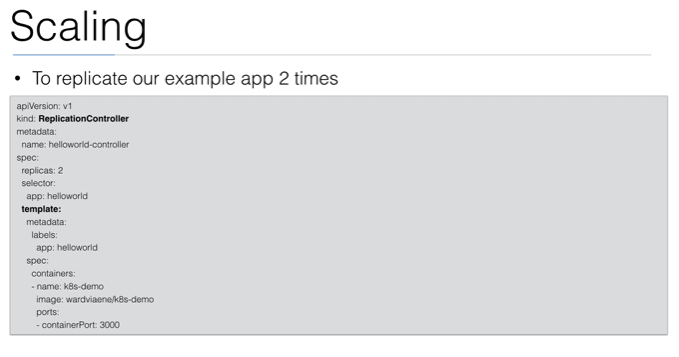 Scaling
• To replicate our example app 2 times
apiVersion: v1
kind: ReplicationController
metadata:
  name: helloworld-controller
spec:
  replicas: 2
  selector:
    app: helloworld
  template:
    metadata:
      labels:
        app: helloworld
    spec:
      containers:
      - name: k8s-demo
        image: wardviaene/k8s-demo
        ports:
        - containerPort: 3000